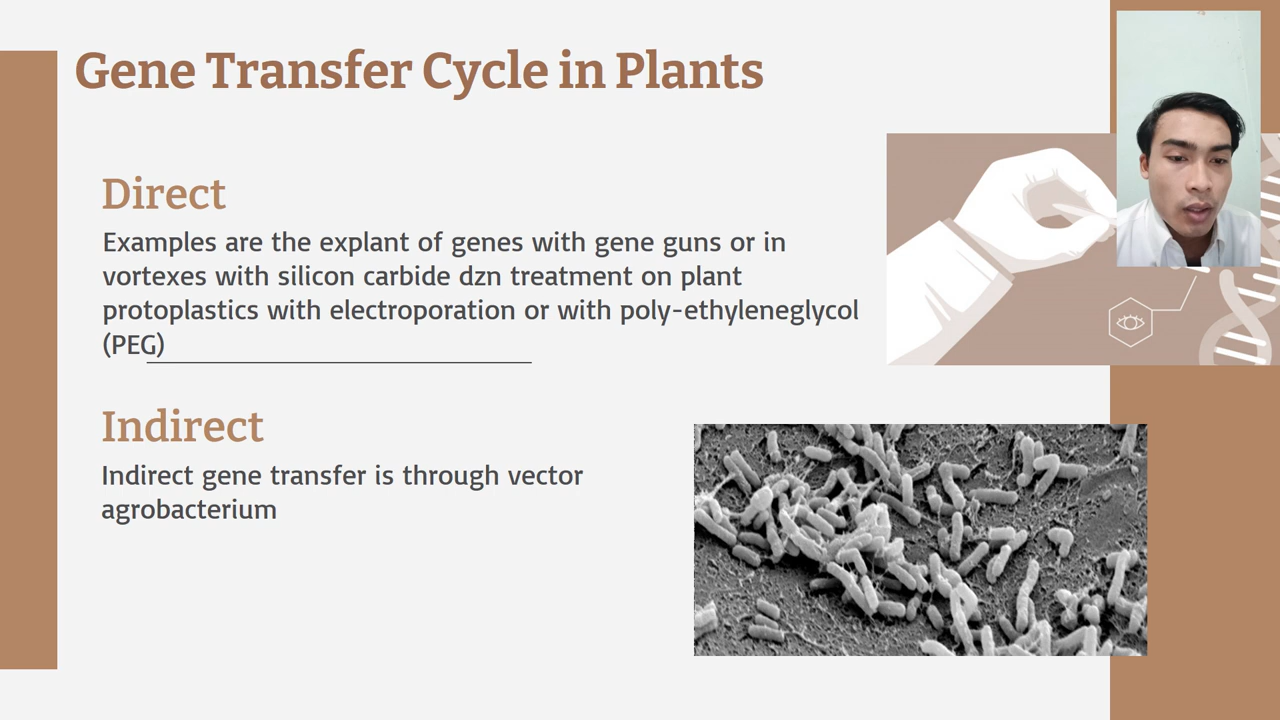 Gene Transfer Cycle in Plants
Direct
Examples are the explant of genes with gene guns or in
vortexes with silicon carbide dzn treatment on plant
protoplastics with electroporation or with poly-ethyleneglycol
(PEG)
Indirect
Indirect gene transfer is through vector
agrobacterium